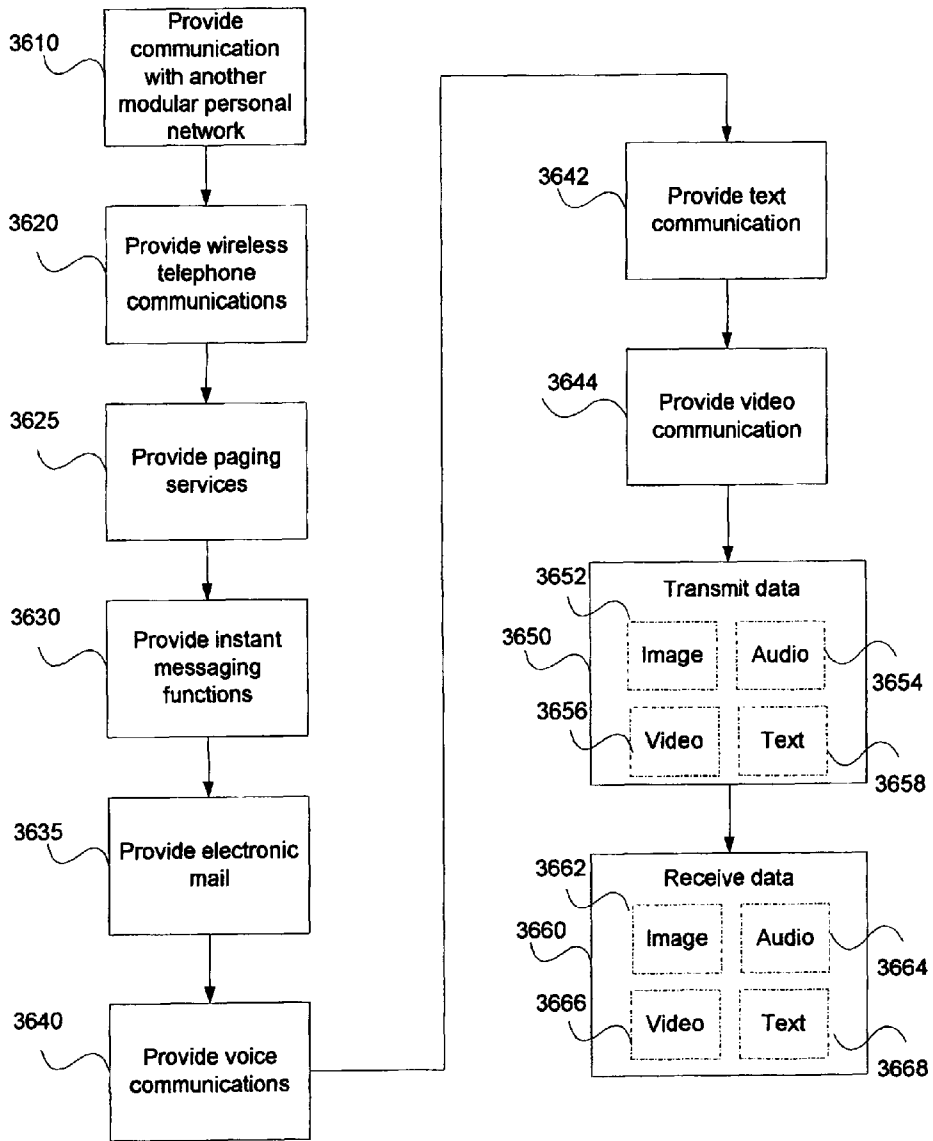 3610
Provide
communication
with another
modular personal
network
3620
Provide wireless
telephone
communications
3625
Provide paging
services
3630
Provide instant
messaging
functions
3635
Provide electronic
mail
3640
Provide voice
communications
3642
Provide text
communication
3644
Provide video
communication
3650
Transmit data
3652
Image
Audio
3654
3656
Video
Text
3658
3660
Receive data
3662
Image
Audio
3664
3666
Video
Text
3668